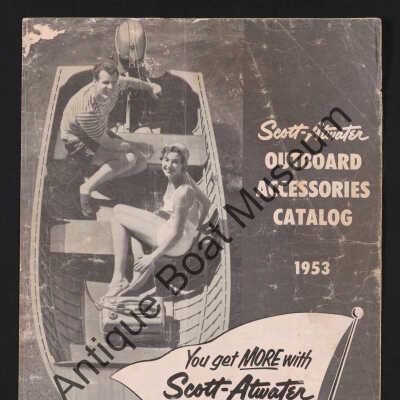 Scott-Atwater
OUTBOARD
ACCESSORIES
CATALOG
1953
You get MORE with
Scott-Atwater
Antique Boat Museum